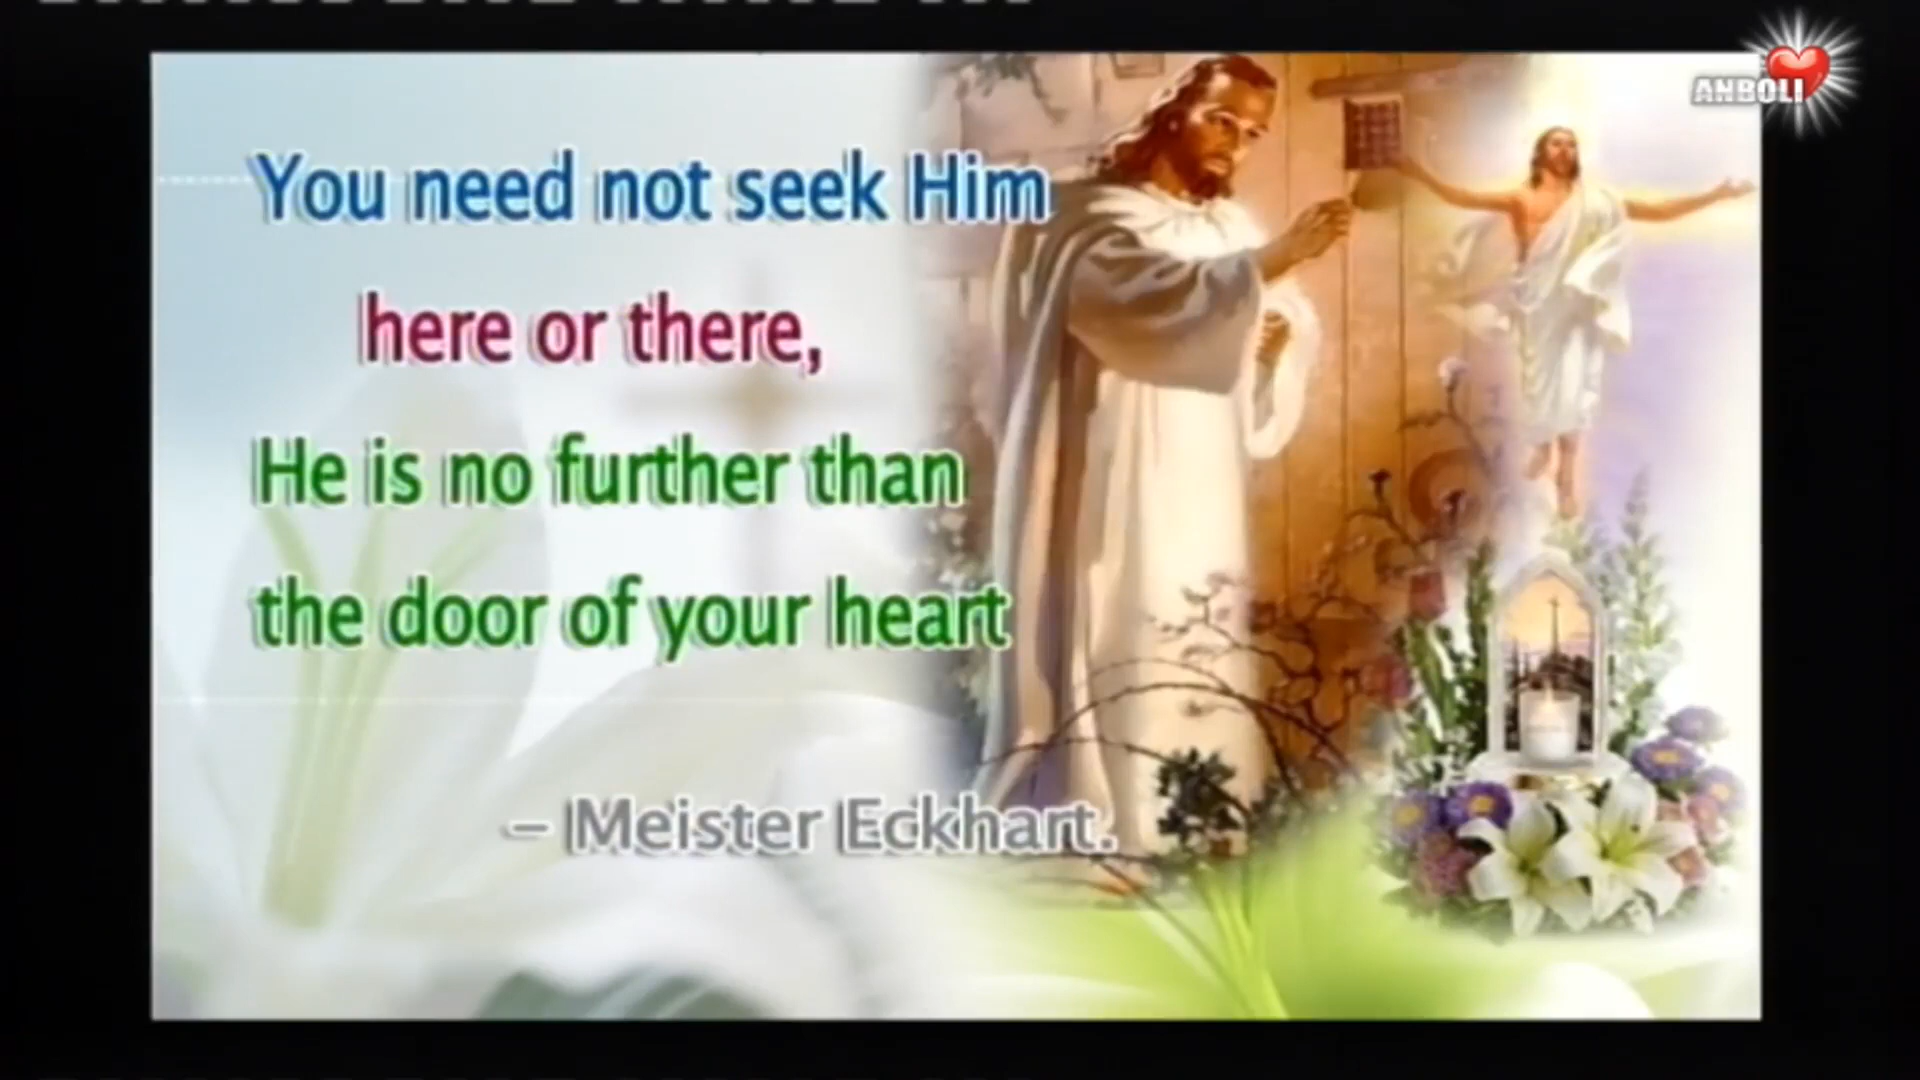 ANBOLI
You need not seek Him
here or there,
He is no further than
the door of your heart
– Meister Eckhart.